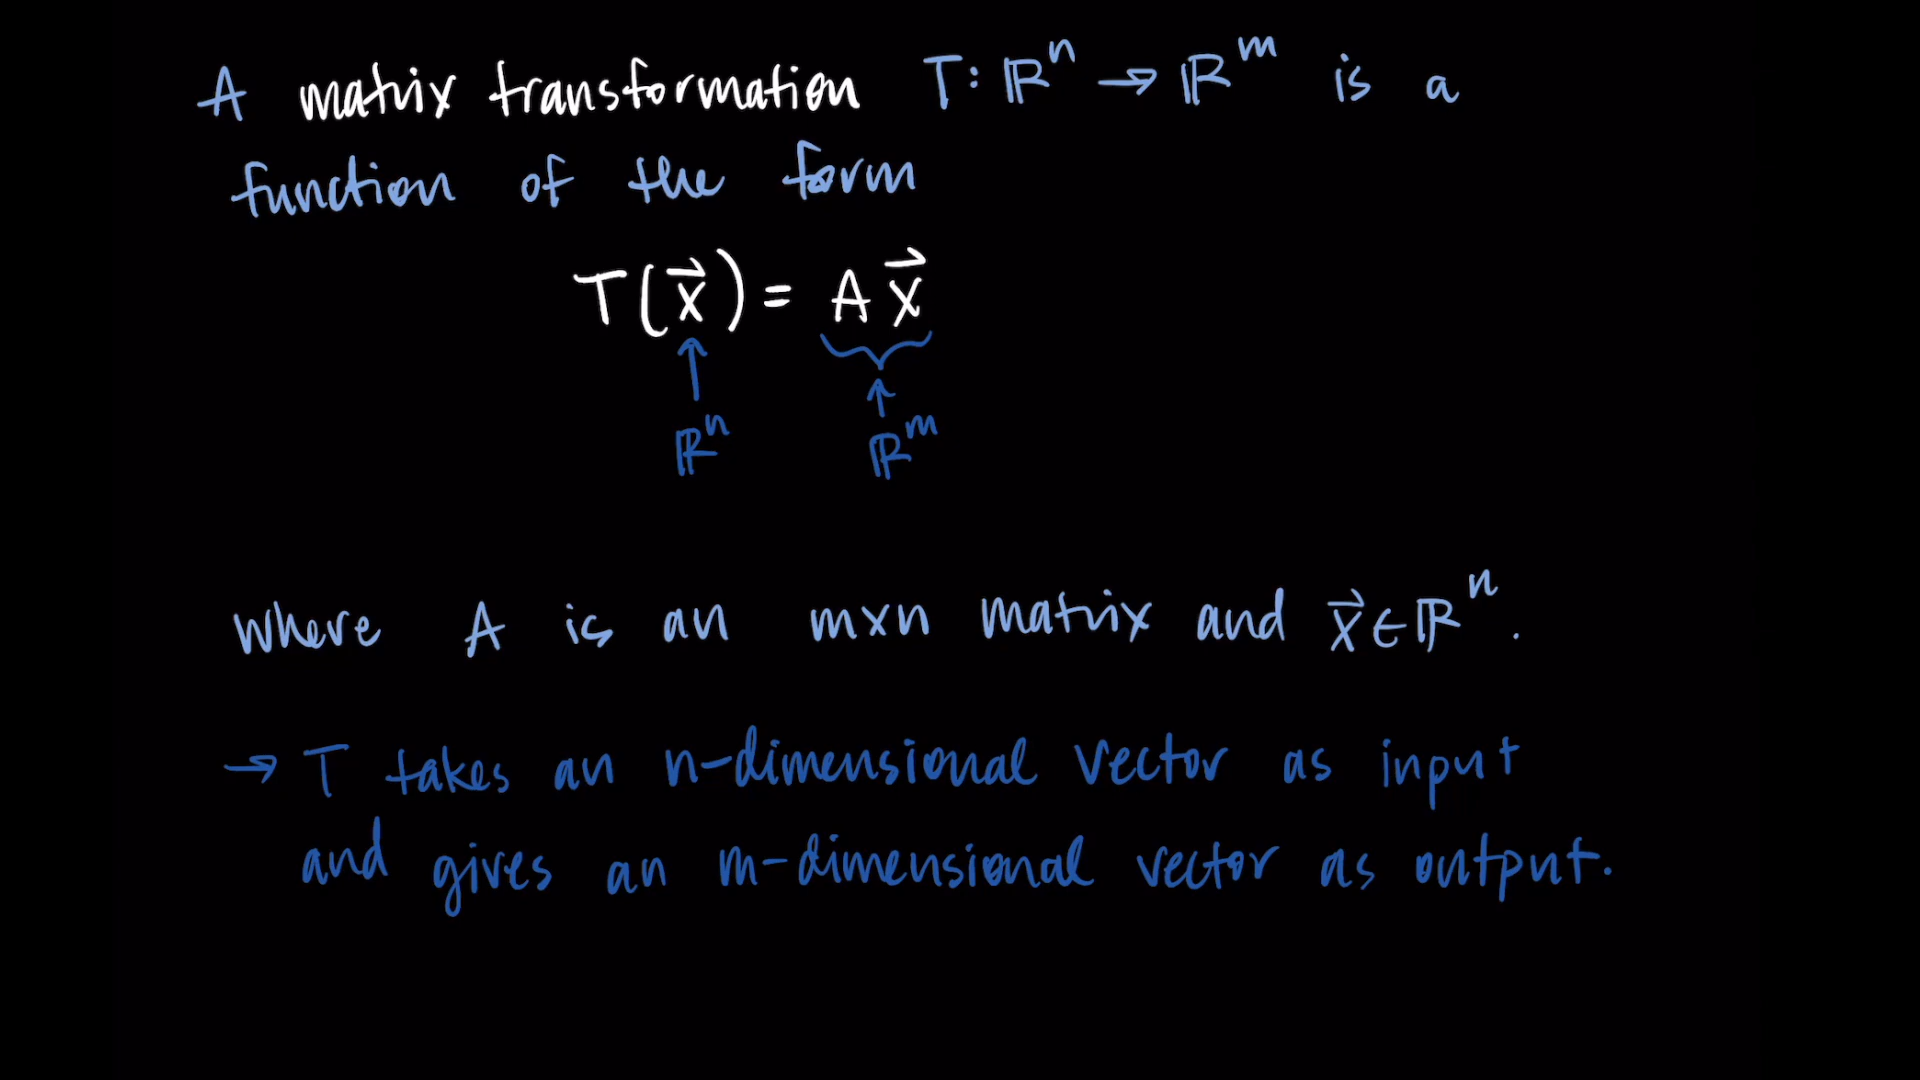 A matrix transformation T: ℝⁿ → ℝᵐ is a
function of the form
T(x⃗) = A x⃗
ℝⁿ ℝᵐ
where A is an m×n matrix and x⃗ ∈ ℝⁿ.
→ T takes an n-dimensional vector as input
and gives an m-dimensional vector as output.